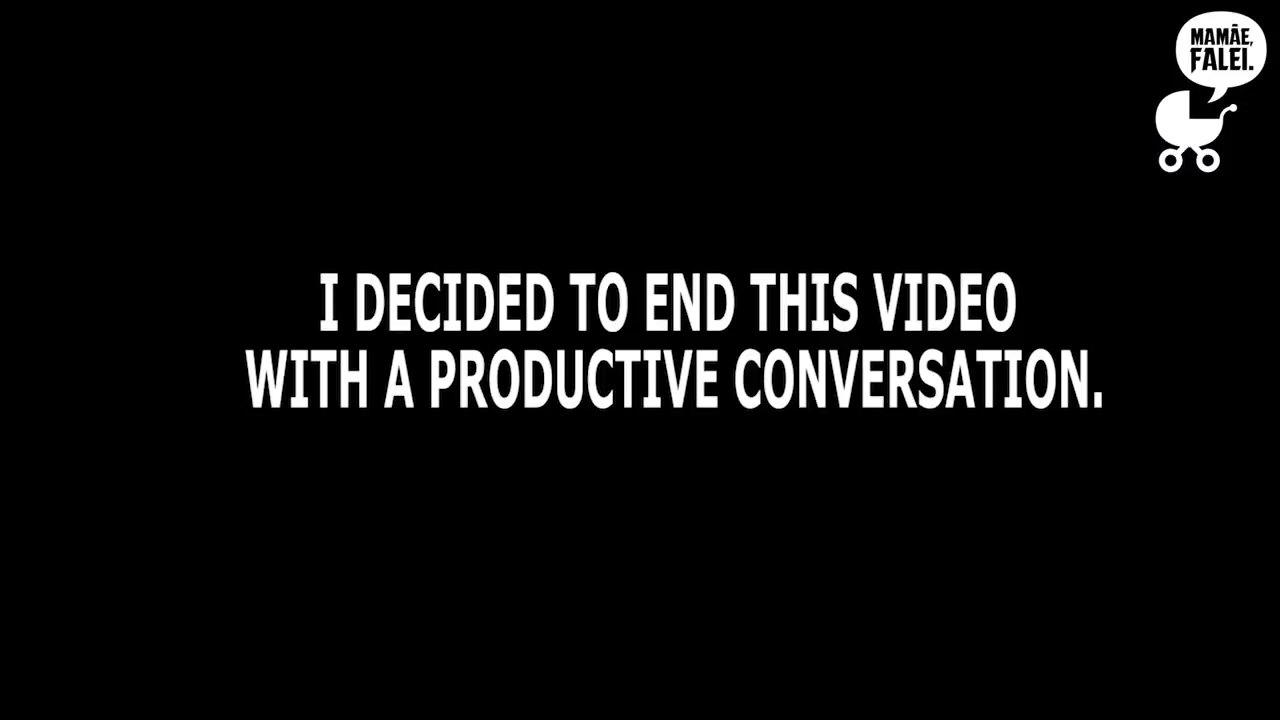 MAMÃE,
FALEI.
I DECIDED TO END THIS VIDEO
WITH A PRODUCTIVE CONVERSATION.